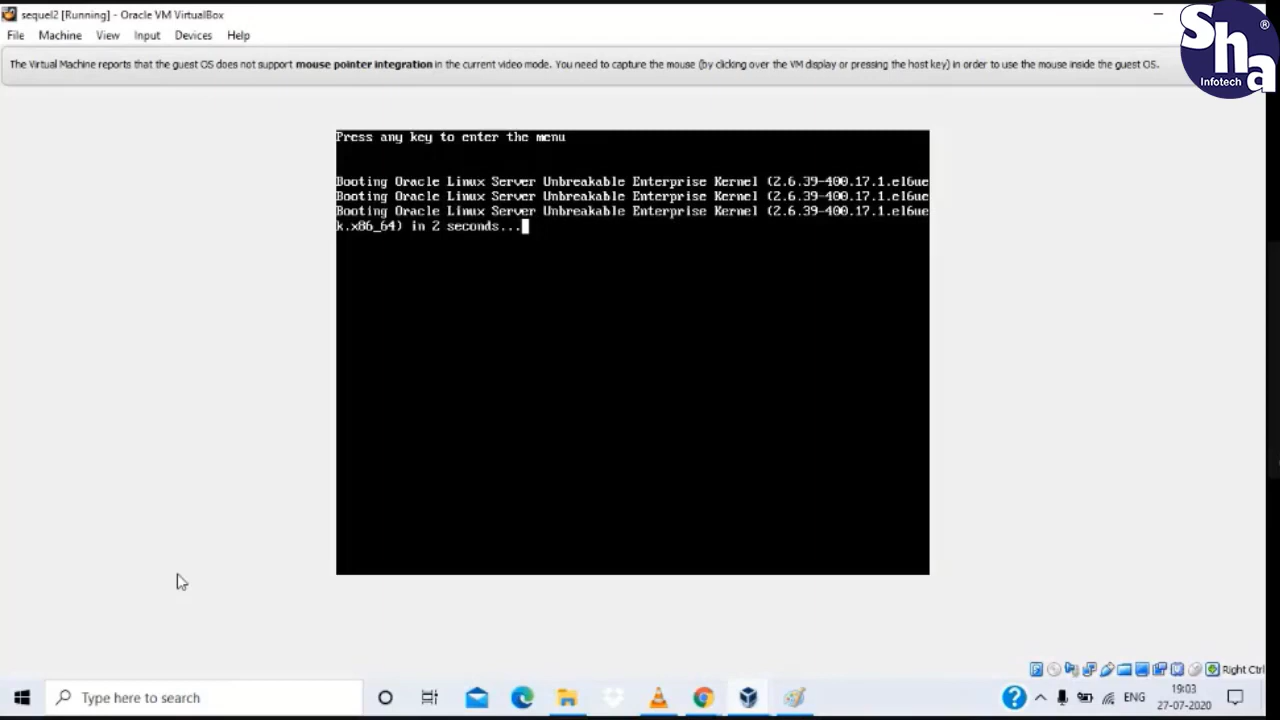 sequel2 [Running] - Oracle VM VirtualBox
File Machine View Input Devices Help
The Virtual Machine reports that the guest OS does not support mouse pointer integration in the current video mode. You need to capture the mouse (by clicking over the VM display or pressing the host key) in order to use the mouse inside the guest OS.
Sha
®
Infotech
Press any key to enter the menu
Booting Oracle Linux Server Unbreakable Enterprise Kernel (2.6.39-400.17.1.el6ue
Booting Oracle Linux Server Unbreakable Enterprise Kernel (2.6.39-400.17.1.el6ue
Booting Oracle Linux Server Unbreakable Enterprise Kernel (2.6.39-400.17.1.el6ue
k.x86_64) in 2 seconds...
Right Ctrl
Type here to search
ENG
19:03
27-07-2020